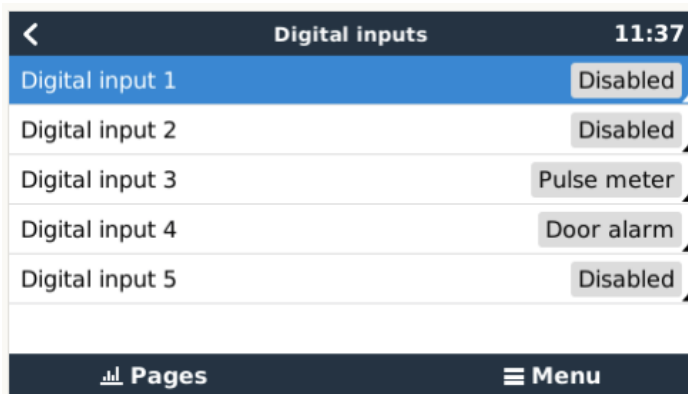 Digital inputs 11:37
Digital input 1 Disabled
Digital input 2 Disabled
Digital input 3 Pulse meter
Digital input 4 Door alarm
Digital input 5 Disabled
Pages Menu